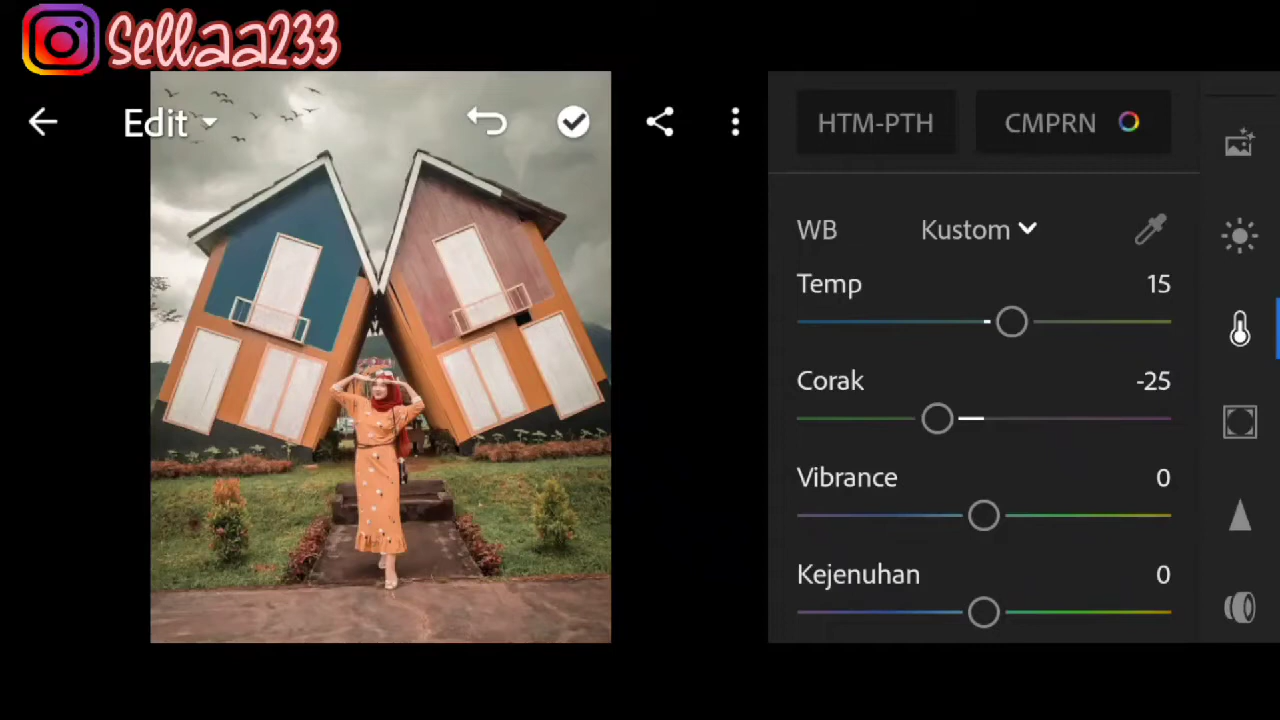 sellaa233
Edit
HTM-PTH
CMPRN
WB
Kustom
Temp
15
Corak
-25
Vibrance
0
Kejenuhan
0